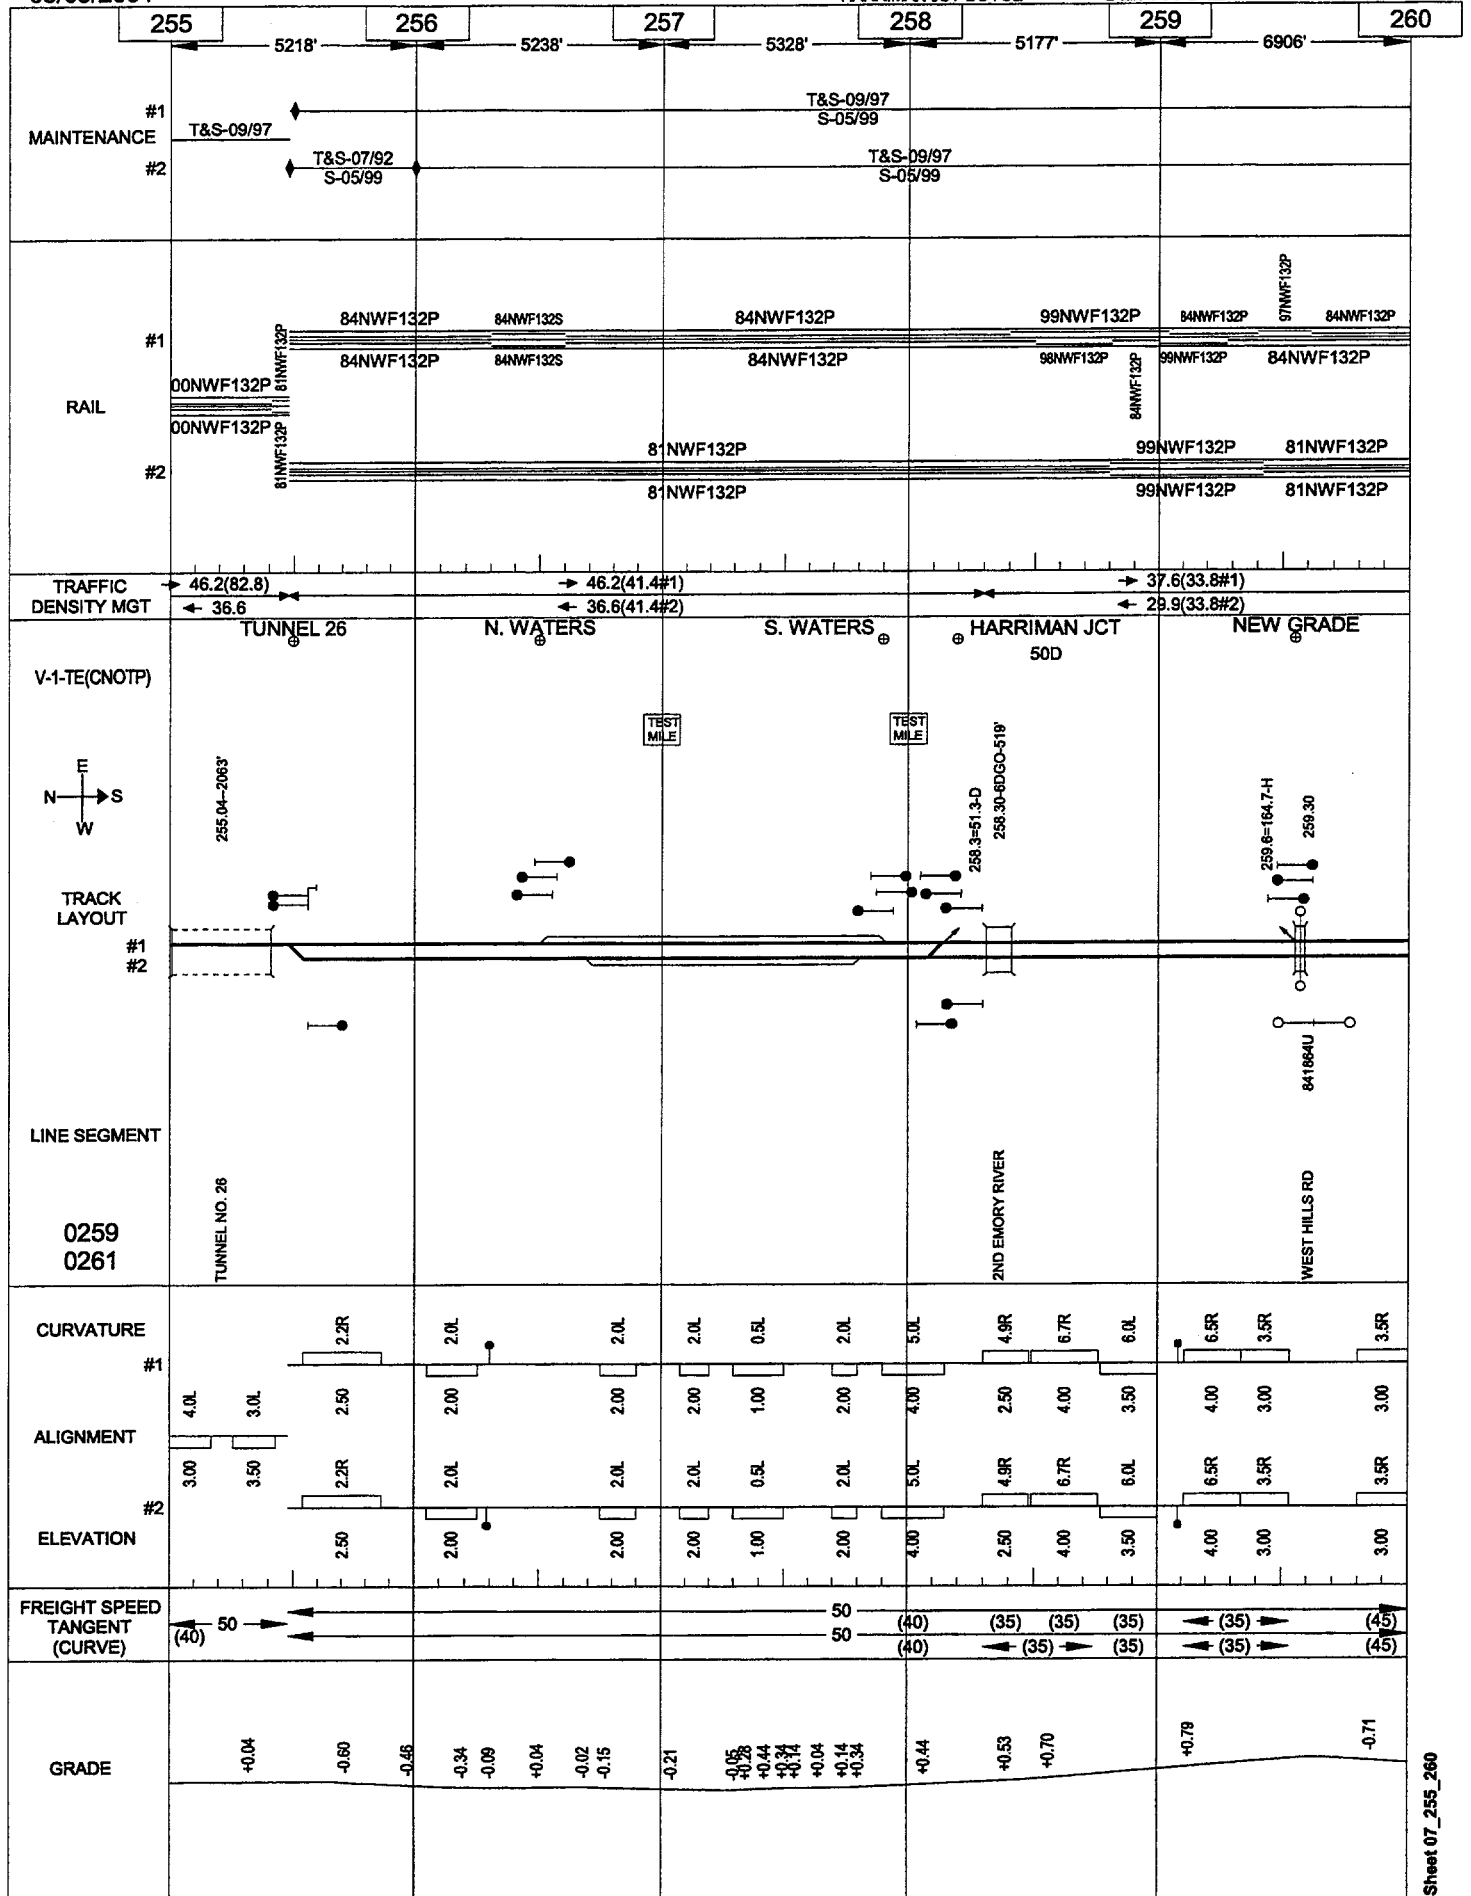 255 256 257 258 259 260
5218' 5238' 5328' 5177' 6906'
#1
T&S-09/97
S-05/99
MAINTENANCE
T&S-09/97
#2
T&S-07/92
S-05/99
T&S-09/97
S-05/99
97NWF132P
84NWF132P 84NWF132S 84NWF132P 99NWF132P 84NWF132P 84NWF132P
#1
81NWF132P
84NWF132P 84NWF132S 84NWF132P 98NWF132P 99NWF132P 84NWF132P
84NWF132P
00NWF132P
RAIL
00NWF132P
81NWF132P
81NWF132P 99NWF132P 81NWF132P
#2
81NWF132P 99NWF132P 81NWF132P
TRAFFIC
DENSITY MGT
46.2(82.8) 46.2(41.4#1) 37.6(33.8#1)
36.6 36.6(41.4#2) 29.9(33.8#2)
TUNNEL 26 N. WATERS S. WATERS HARRIMAN JCT NEW GRADE
50D
V-1-TE(CNOTP)
TEST
MILE
TEST
MILE
E
N S
W
255.04--2063'
258.3=51.3-D
258.30-6DGO-519'
259.6=164.7-H
259.30
TRACK
LAYOUT
#1
#2
841864U
LINE SEGMENT
0259
0261
TUNNEL NO. 26
2ND EMORY RIVER
WEST HILLS RD
CURVATURE
#1
2.2R 2.0L 2.0L 2.0L 0.5L 2.0L 5.0L 4.9R 6.7R 6.0L 6.5R 3.5R 3.5R
2.50 2.00 2.00 2.00 1.00 2.00 4.00 2.50 4.00 3.50 4.00 3.00 3.00
4.0L 3.0L
ALIGNMENT
3.00 3.50
#2
2.2R 2.0L 2.0L 2.0L 0.5L 2.0L 5.0L 4.9R 6.7R 6.0L 6.5R 3.5R 3.5R
ELEVATION
2.50 2.00 2.00 2.00 1.00 2.00 4.00 2.50 4.00 3.50 4.00 3.00 3.00
FREIGHT SPEED
TANGENT
(CURVE)
50
(40)
50 (40) (35) (35) (35) (35) (45)
50 (40) (35) (35) (35) (45)
GRADE
+0.04 -0.60 -0.46 -0.34 -0.09 +0.04 -0.02 -0.15 -0.21 -0.05 +0.28 +0.44 +0.34 +0.14 +0.04 +0.14 +0.34 +0.44 +0.53 +0.70 +0.79 -0.71
Sheet 07_255_260